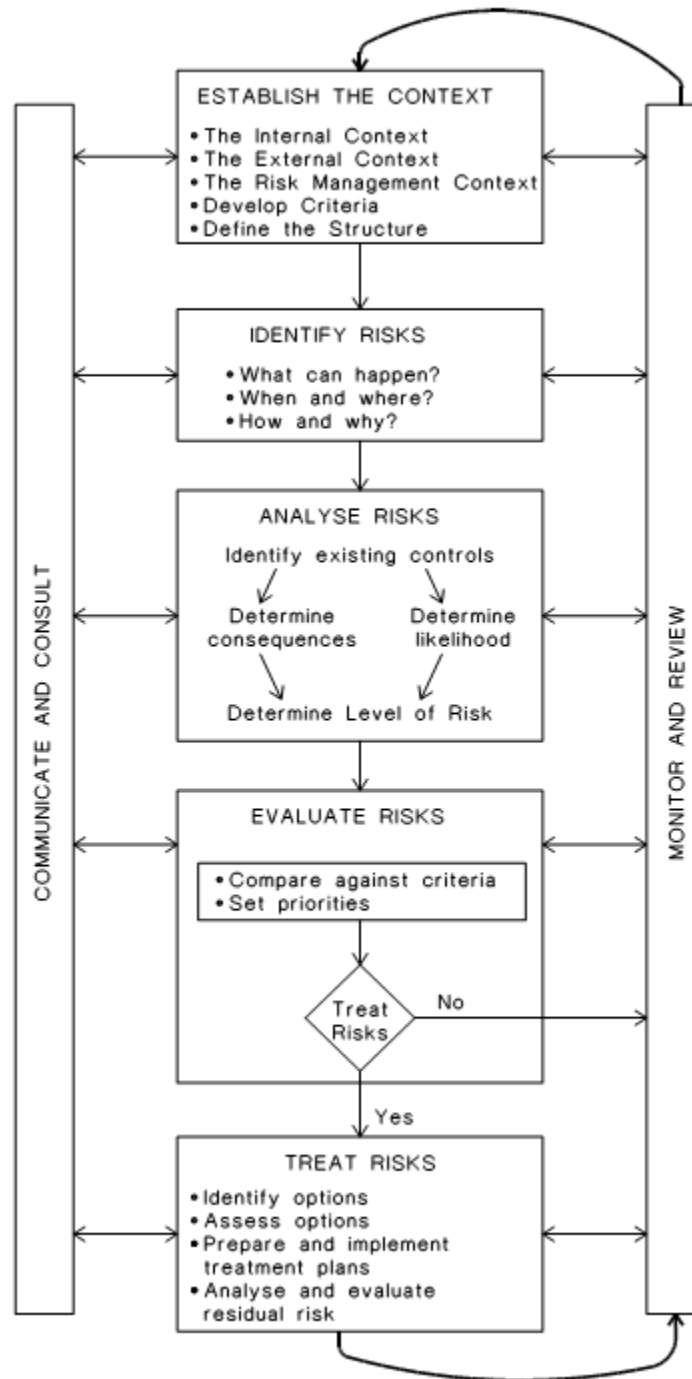 ESTABLISH THE CONTEXT
• The Internal Context
• The External Context
• The Risk Management Context
• Develop Criteria
• Define the Structure
IDENTIFY RISKS
• What can happen?
• When and where?
• How and why?
ANALYSE RISKS
Identify existing controls
Determine
consequences
Determine
likelihood
Determine Level of Risk
EVALUATE RISKS
• Compare against criteria
• Set priorities
Treat
Risks
No
Yes
TREAT RISKS
• Identify options
• Assess options
• Prepare and implement
treatment plans
• Analyse and evaluate
residual risk
COMMUNICATE AND CONSULT
MONITOR AND REVIEW